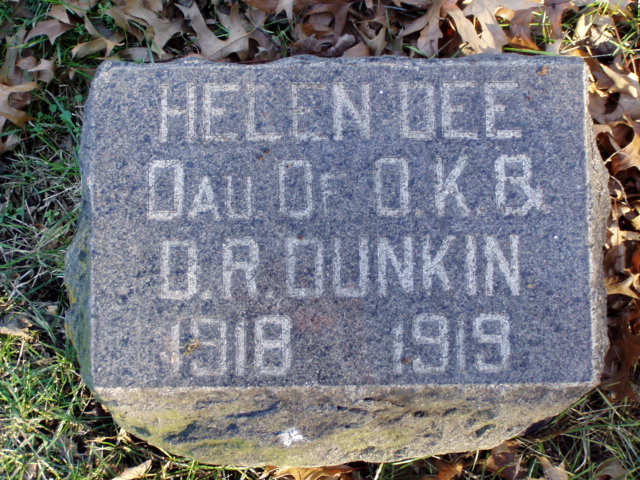 HELEN DEE
DAU. OF O.K. &
D.R. DUNKIN
1918 1919